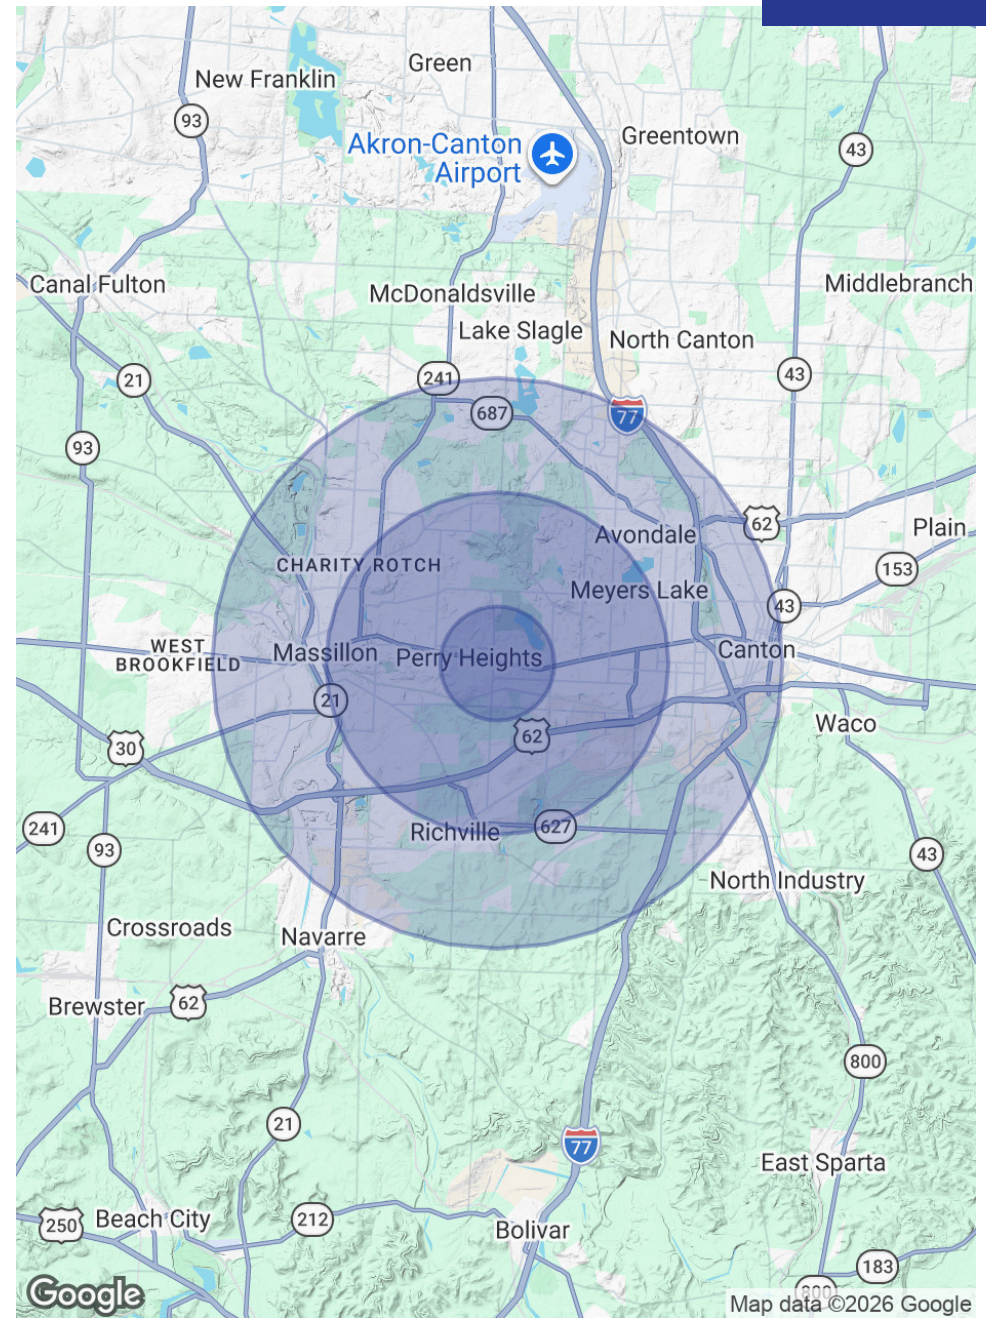 Green
New Franklin
93
Greentown
Akron-Canton
Airport
43
Canal Fulton
Middlebranch
McDonaldsville
Lake Slagle
North Canton
241
43
21
687
77
93
62
Plain
Avondale
CHARITY ROTCH
153
Meyers Lake
43
WEST
BROOKFIELD
Massillon
Perry Heights
Canton
21
Waco
62
30
241
Richville
627
93
43
North Industry
Crossroads
Navarre
Brewster
62
800
21
77
East Sparta
Beach City
212
250
Bolivar
183
800
Google
Map data ©2026 Google